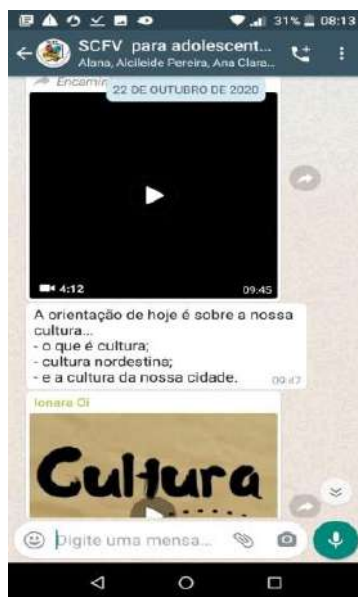 31% 08:13
SCFV para adolescent...
Alana, Alcileide Pereira, Ana Clara...
22 DE OUTUBRO DE 2020
4:12
09:45
A orientação de hoje é sobre a nossa
cultura...
- o que é cultura;
- cultura nordestina;
- e a cultura da nossa cidade.
09:47
Ionara Oi
Cultura
Digite uma mensa...